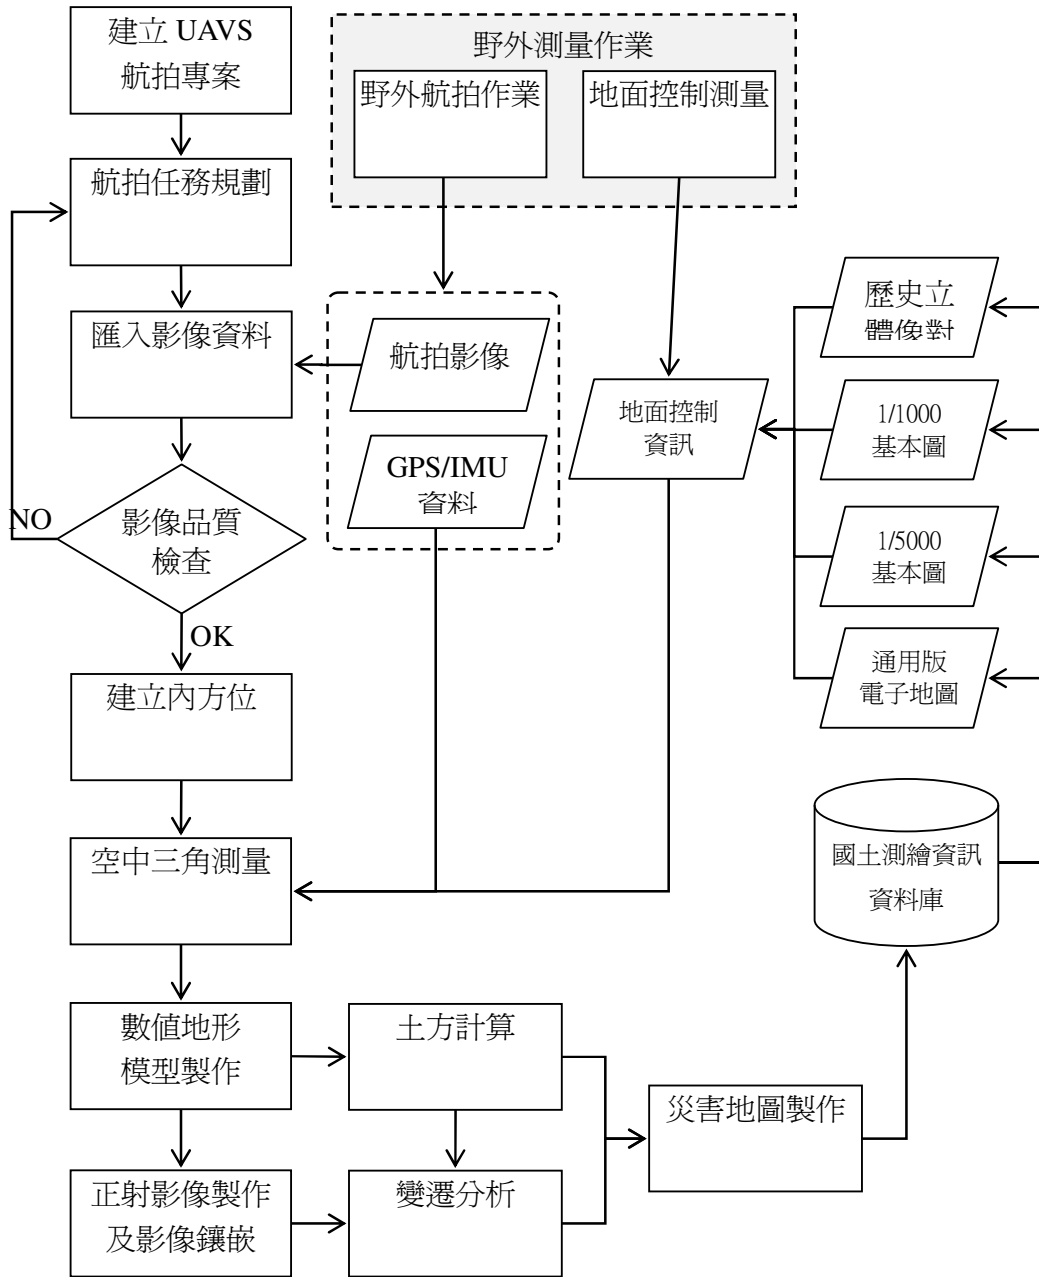 建立 UAVS
航拍專案
野外測量作業
野外航拍作業
地面控制測量
航拍任務規劃
匯入影像資料
航拍影像
GPS/IMU
資料
地面控制
資訊
歷史立
體像對
1/1000
基本圖
1/5000
基本圖
通用版
電子地圖
NO
影像品質
檢查
OK
建立內方位
空中三角測量
國土測繪資訊
資料庫
數值地形
模型製作
土方計算
災害地圖製作
正射影像製作
及影像鑲嵌
變遷分析